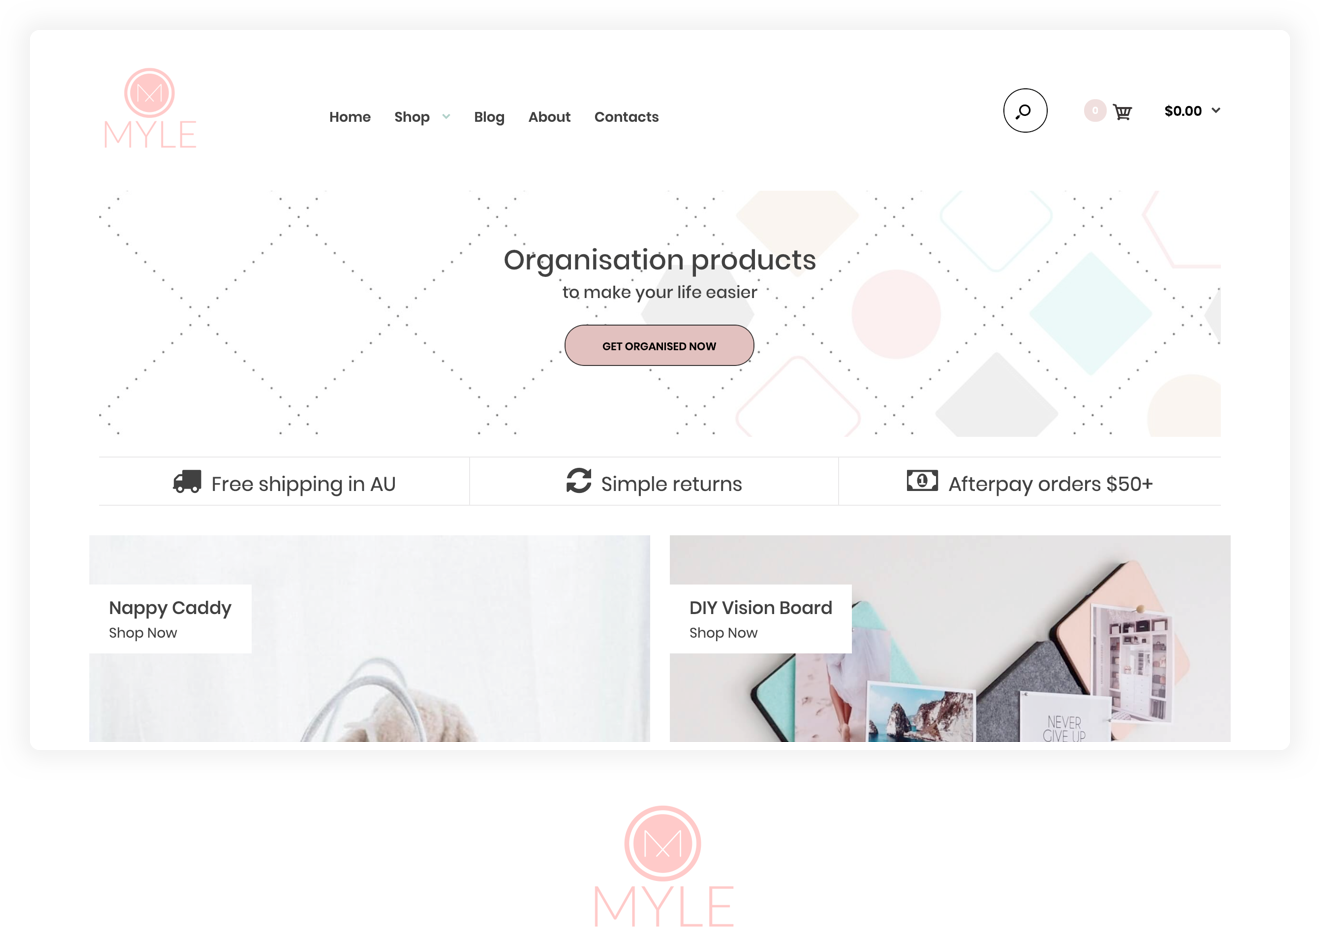 M
MYLE
Home Shop Blog About Contacts
0 $0.00
Organisation products
to make your life easier
GET ORGANISED NOW
Free shipping in AU Simple returns Afterpay orders $50+
Nappy Caddy
Shop Now
DIY Vision Board
Shop Now
NEVER
GIVE UP
M
MYLE